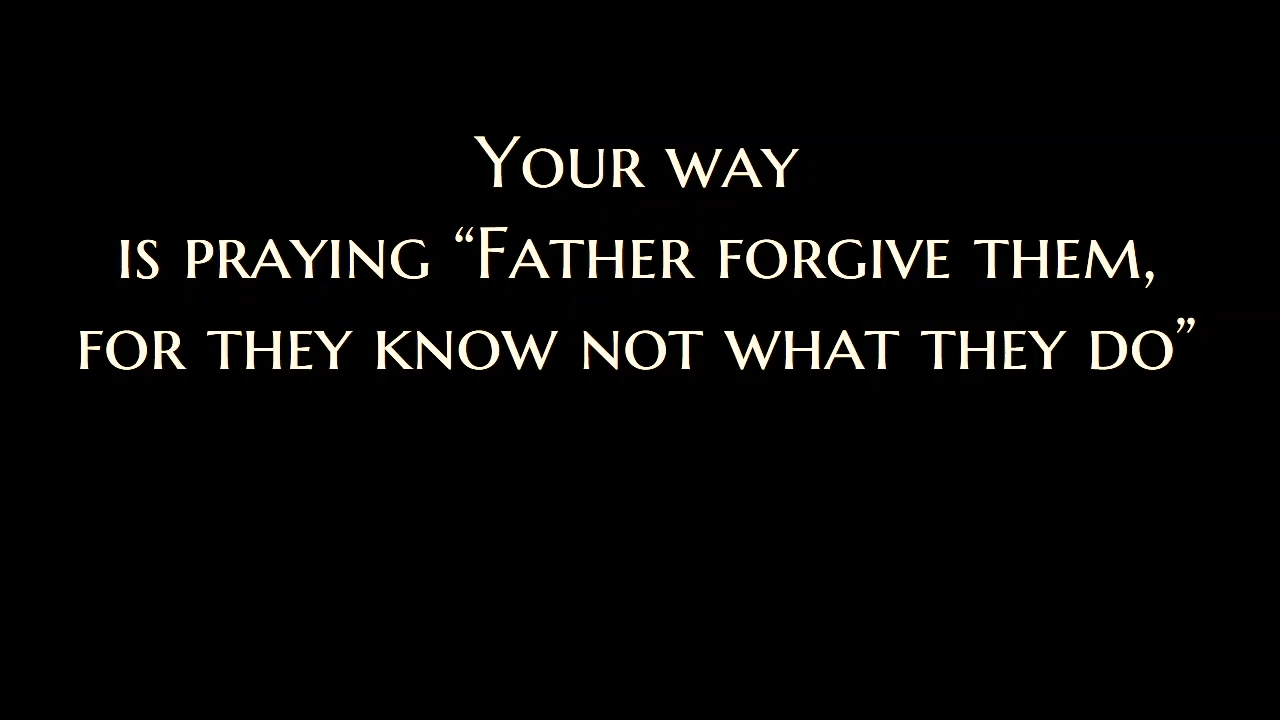 Your way
is praying “Father forgive them,
for they know not what they do”